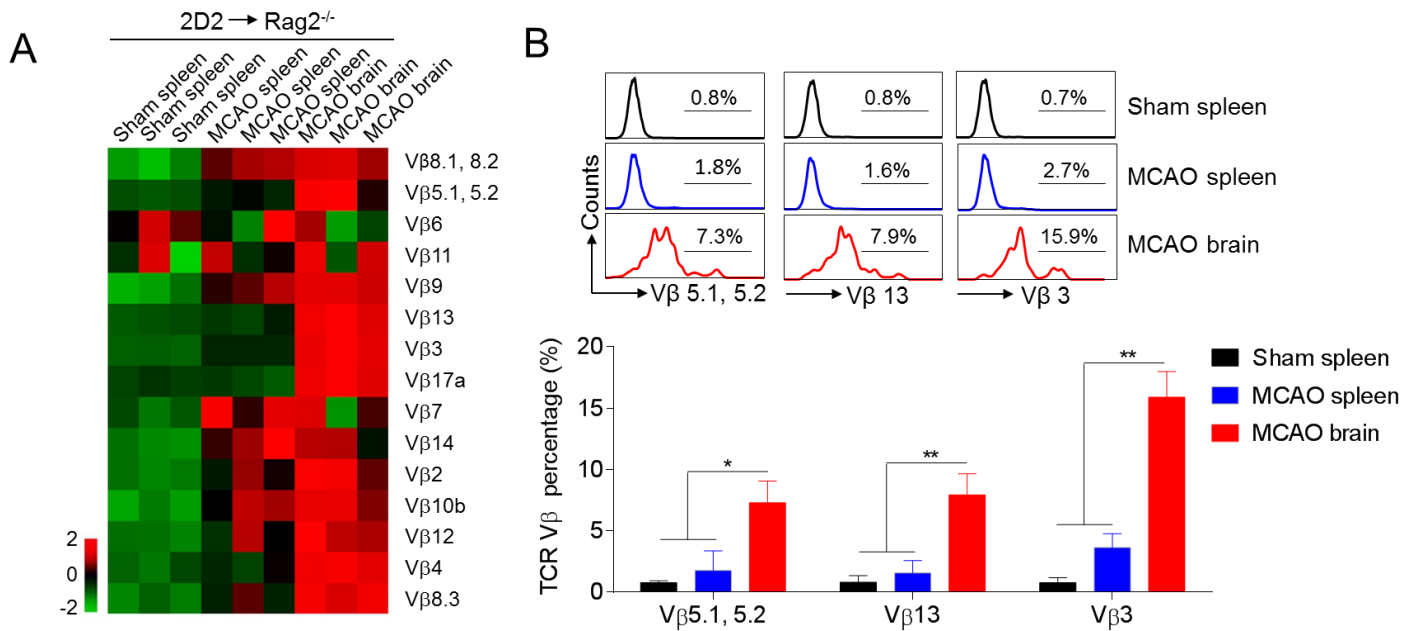 A
2D2 → Rag2-/-
Sham spleen
Sham spleen
Sham spleen
MCAO spleen
MCAO spleen
MCAO spleen
MCAO brain
MCAO brain
MCAO brain
Vβ8.1, 8.2
Vβ5.1, 5.2
Vβ6
Vβ11
Vβ9
Vβ13
Vβ3
Vβ17a
Vβ7
Vβ14
Vβ2
Vβ10b
Vβ12
Vβ4
Vβ8.3
2
0
-2
B
0.8% 0.8% 0.7% Sham spleen
1.8% 1.6% 2.7% MCAO spleen
7.3% 7.9% 15.9% MCAO brain
Counts
Vβ 5.1, 5.2 Vβ 13 Vβ 3
TCR Vβ percentage (%)
20
15
10
5
0
* ** **
Vβ5.1, 5.2 Vβ13 Vβ3
Sham spleen
MCAO spleen
MCAO brain